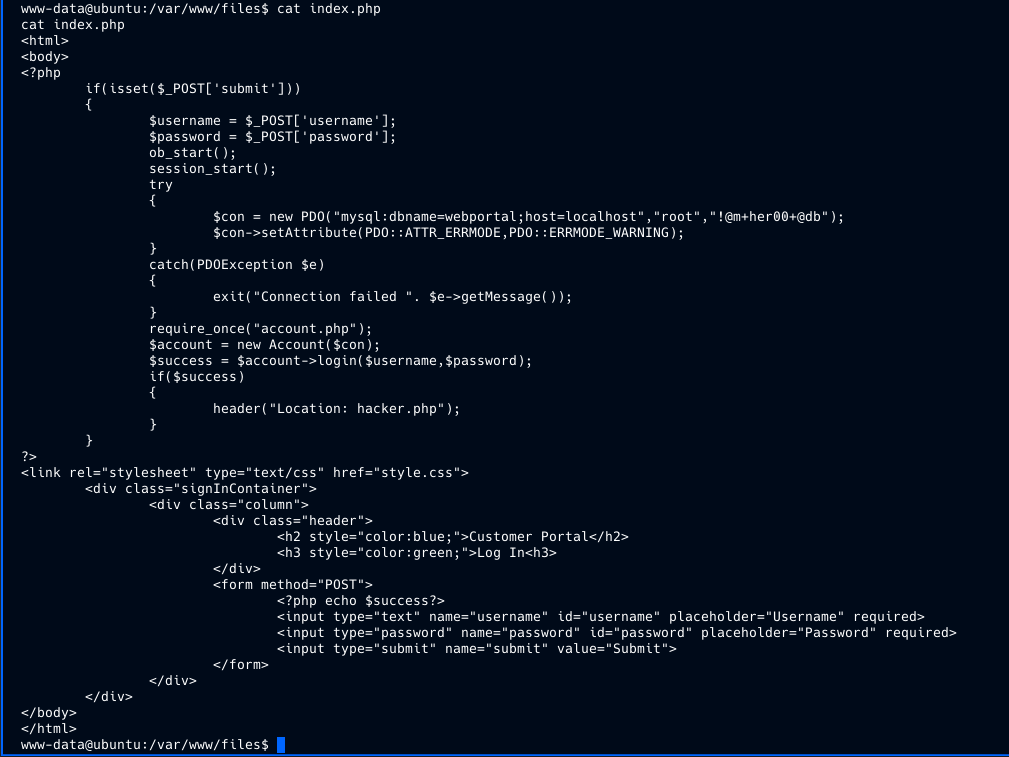 www-data@ubuntu:/var/www/files$ cat index.php
cat index.php
<html>
<body>
<?php
        if(isset($_POST['submit']))
        {
                $username = $_POST['username'];
                $password = $_POST['password'];
                ob_start();
                session_start();
                try
                {
                        $con = new PDO("mysql:dbname=webportal;host=localhost","root","!@m+her00+@db");
                        $con->setAttribute(PDO::ATTR_ERRMODE,PDO::ERRMODE_WARNING);
                }
                catch(PDOException $e)
                {
                        exit("Connection failed ". $e->getMessage());
                }
                require_once("account.php");
                $account = new Account($con);
                $success = $account->login($username,$password);
                if($success)
                {
                        header("Location: hacker.php");
                }
        }
?>
<link rel="stylesheet" type="text/css" href="style.css">
        <div class="signInContainer">
                <div class="column">
                        <div class="header">
                                <h2 style="color:blue;">Customer Portal</h2>
                                <h3 style="color:green;">Log In<h3>
                        </div>
                        <form method="POST">
                                <?php echo $success?>
                                <input type="text" name="username" id="username" placeholder="Username" required>
                                <input type="password" name="password" id="password" placeholder="Password" required>
                                <input type="submit" name="submit" value="Submit">
                        </form>
                </div>
        </div>
</body>
</html>
www-data@ubuntu:/var/www/files$